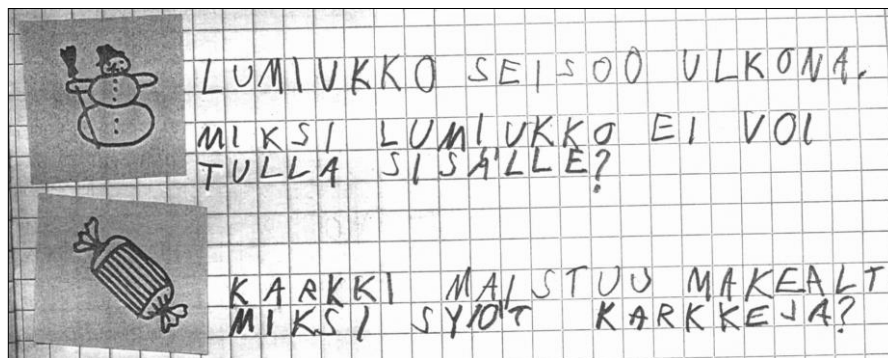 LUMIUKKO SEISOO ULKONA.
MIKSI LUMIUKKO EI VOI
TULLA SISÄLLE?
KARKKI MAISTUU MAKEALT
MIKSI SYÖT KARKKEJA?